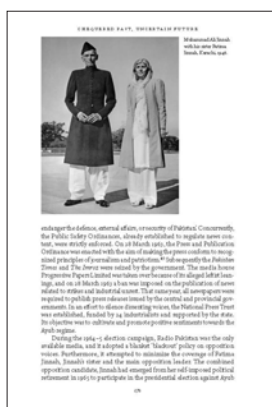 CHEQUERED PAST, UNCERTAIN FUTURE
Mohammad Ali Jinnah
with his sister Fatima
Jinnah, Karachi, 1948.
endanger the defence, external affairs, or security of Pakistan.' Concurrently,
the Public Safety Ordinances, already established to regulate news con-
tent, were strictly enforced. On 28 March 1963, the Press and Publication
Ordinance was enacted with the aim of making the press conform to recog-
nized principles of journalism and patriotism. Subsequently the Pakistan
Times and The Imroz were seized by the government. The media house
Progressive Papers Limited was taken over because of its alleged leftist lean-
ings, and on 28 March 1963 a ban was imposed on the publication of news
related to strikes and industrial unrest. That same year, all newspapers were
required to publish press releases issued by the central and provincial gov-
ernments. In an effort to silence dissenting voices, the National Press Trust
was established, funded by 24 industrialists and supported by the state.
Its objective was to cultivate and promote positive sentiments towards the
Ayub regime.
During the 1964–5 election campaign, Radio Pakistan was the only
available media, and it adopted a blanket 'blackout' policy on opposition
voices. Furthermore, it attempted to minimize the coverage of Fatima
Jinnah, Jinnah's sister and the main opposition leader. The combined
opposition candidate, Jinnah had emerged from her self-imposed political
retirement in 1965 to participate in the presidential election against Ayub